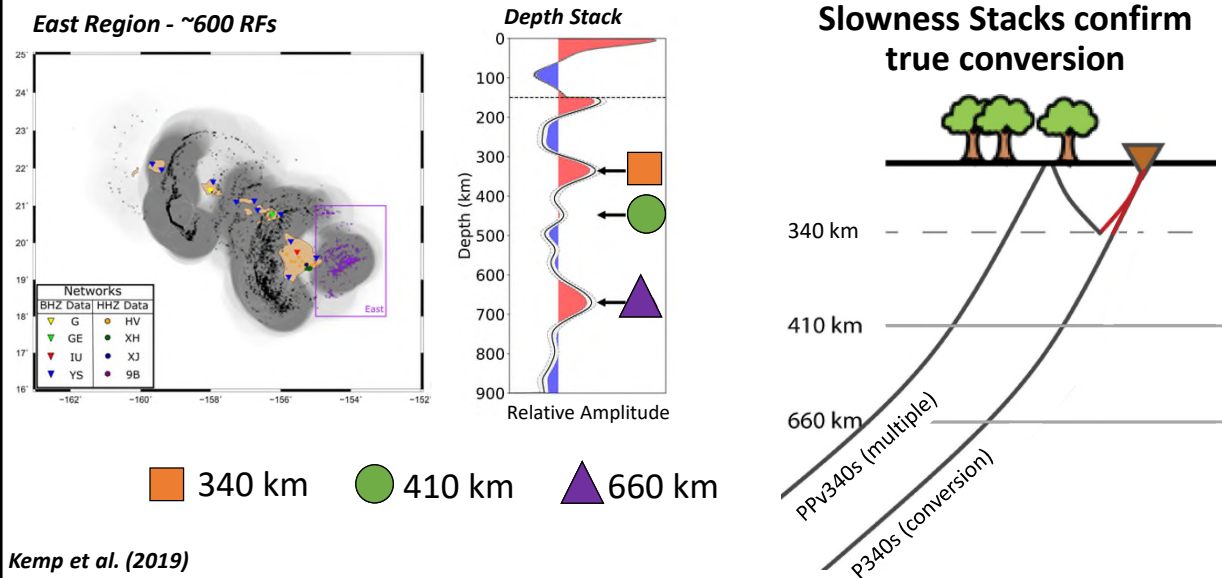 East Region - ~600 RFs
25˚
24˚
23˚
22˚
21˚
20˚
19˚
18˚
17˚
16˚
−162˚ −160˚ −158˚ −156˚ −154˚ −152
East
Networks
BHZ Data HHZ Data
G HV
GE XH
IU XJ
YS 9B
Depth Stack
Depth (km)
0
100
200
300
400
500
600
700
800
900
Relative Amplitude
340 km 410 km 660 km
Slowness Stacks confirm
true conversion
340 km
410 km
660 km
PPv340s (multiple)
P340s (conversion)
Kemp et al. (2019)